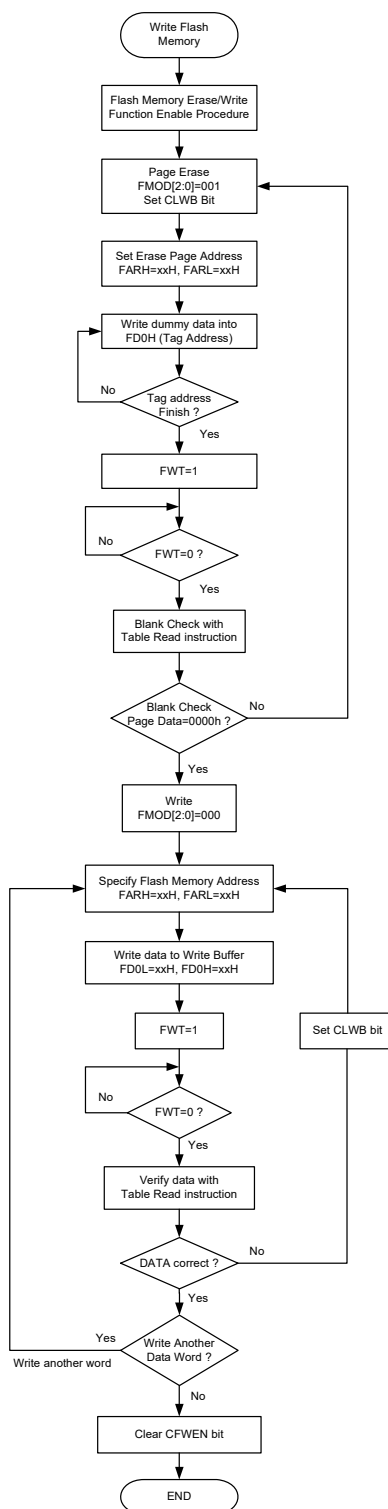 Write Flash
Memory
Flash Memory Erase/Write
Function Enable Procedure
Page Erase
FMOD[2:0]=001
Set CLWB Bit
Set Erase Page Address
FARH=xxH, FARL=xxH
Write dummy data into
FD0H (Tag Address)
No
Tag address
Finish ?
Yes
FWT=1
No
FWT=0 ?
Yes
Blank Check with
Table Read instruction
Blank Check
Page Data=0000h ?
No
Yes
Write
FMOD[2:0]=000
Specify Flash Memory Address
FARH=xxH, FARL=xxH
Write data to Write Buffer
FD0L=xxH, FD0H=xxH
FWT=1
Set CLWB bit
No
FWT=0 ?
Yes
Verify data with
Table Read instruction
DATA correct ?
No
Yes
Yes
Write another word
Write Another
Data Word ?
No
Clear CFWEN bit
END